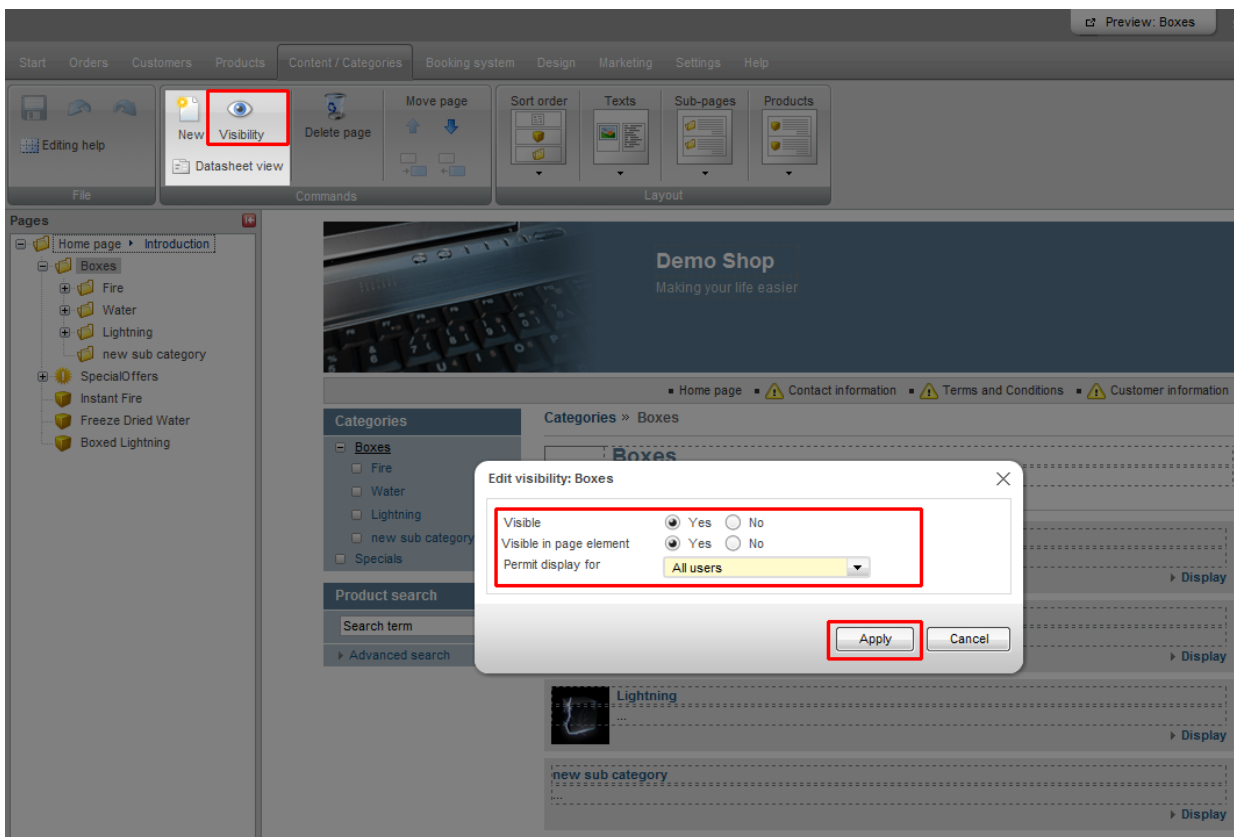 Preview: Boxes
Start Orders Customers Products Content / Categories Booking system Design Marketing Settings Help
New
Visibility
Datasheet view
Delete page
Move page
Sort order
Texts
Sub-pages
Products
Editing help
File
Commands
Layout
Pages
Home page Introduction
Boxes
Fire
Water
Lightning
new sub category
SpecialOffers
Instant Fire
Freeze Dried Water
Boxed Lightning
Demo Shop
Making your life easier
Home page Contact information Terms and Conditions Customer information
Categories
Boxes
Fire
Water
Lightning
new sub category
Specials
Product search
Search term
Advanced search
Categories » Boxes
Boxes
Edit visibility: Boxes
Visible Yes No
Visible in page element Yes No
Permit display for All users
Apply Cancel
Display
Display
Lightning
...
Display
new sub category
...
Display